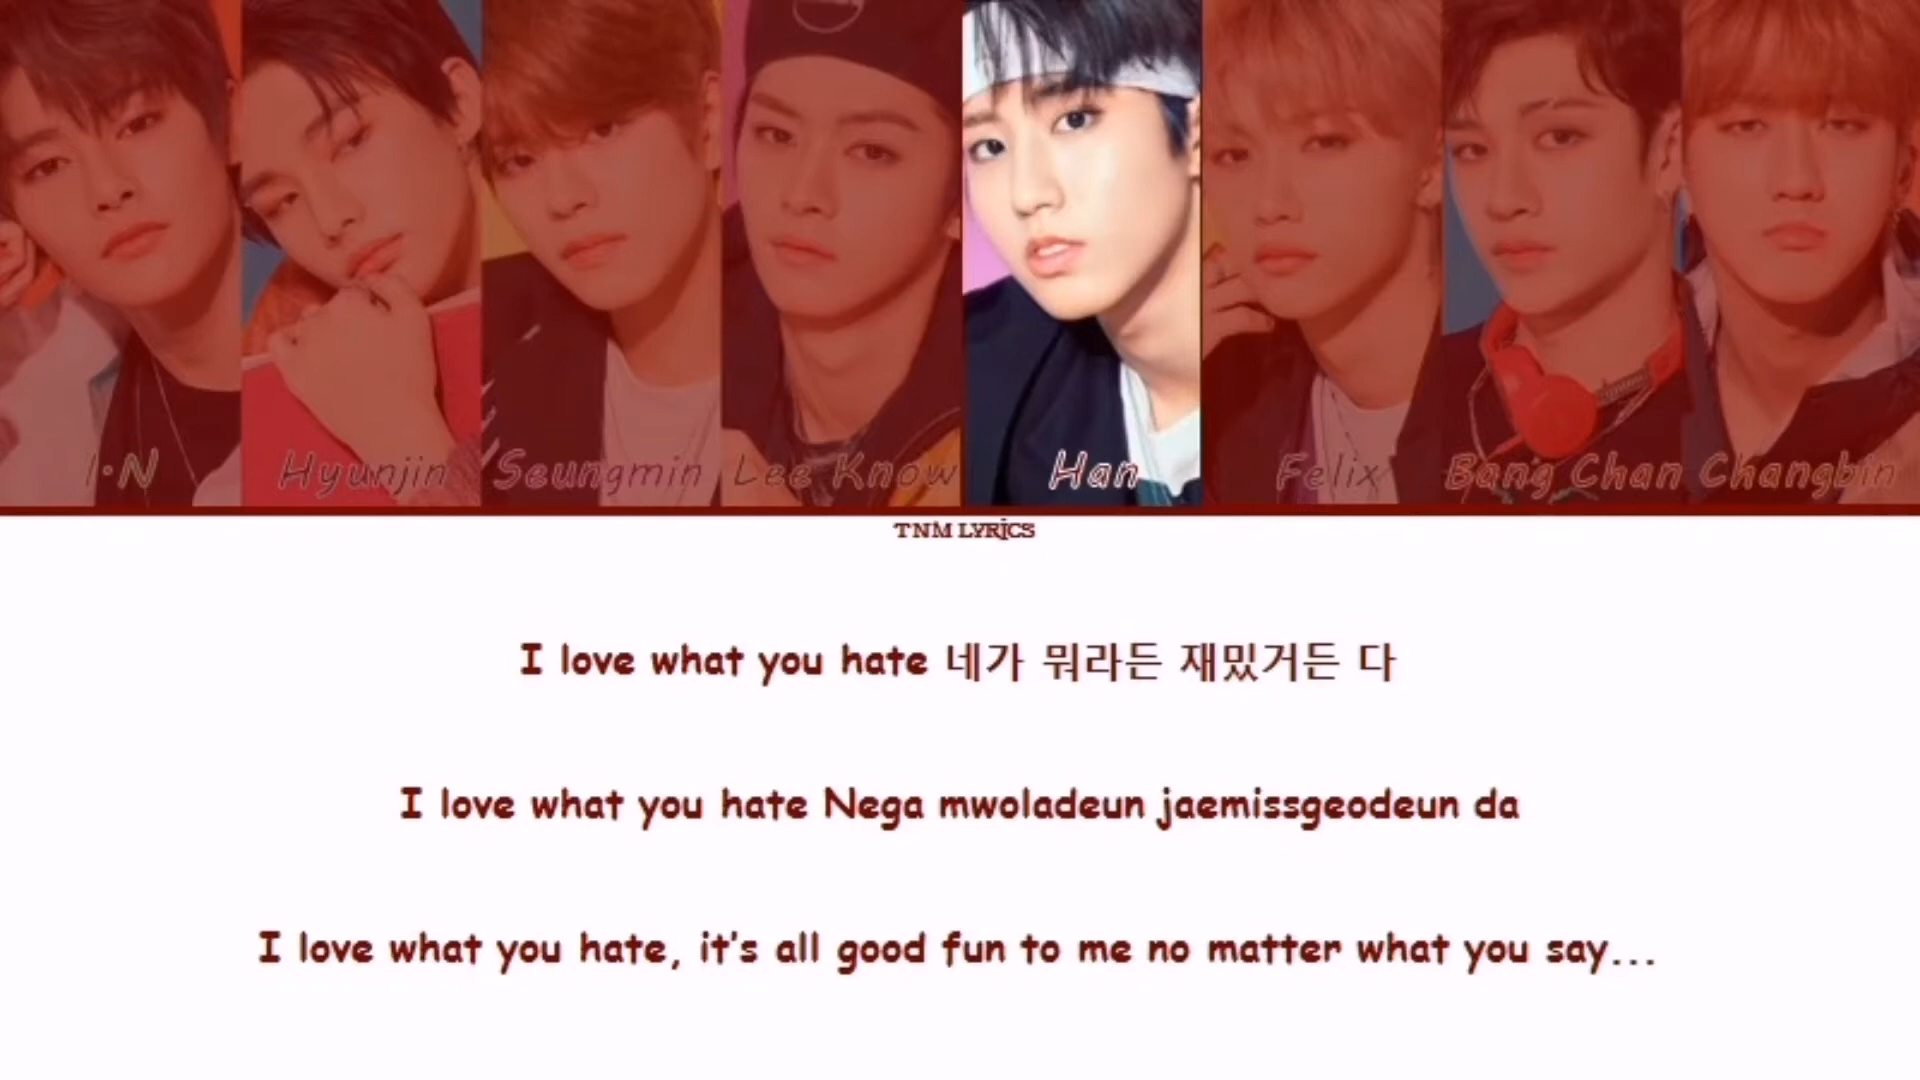 I·N Hyunjin Seungmin Lee Know Han Felix Bang Chan Changbin
TNM LYRICS
I love what you hate 네가 뭐라든 재밌거든 다
I love what you hate Nega mwoladeun jaemissgeodeun da
I love what you hate, it's all good fun to me no matter what you say...